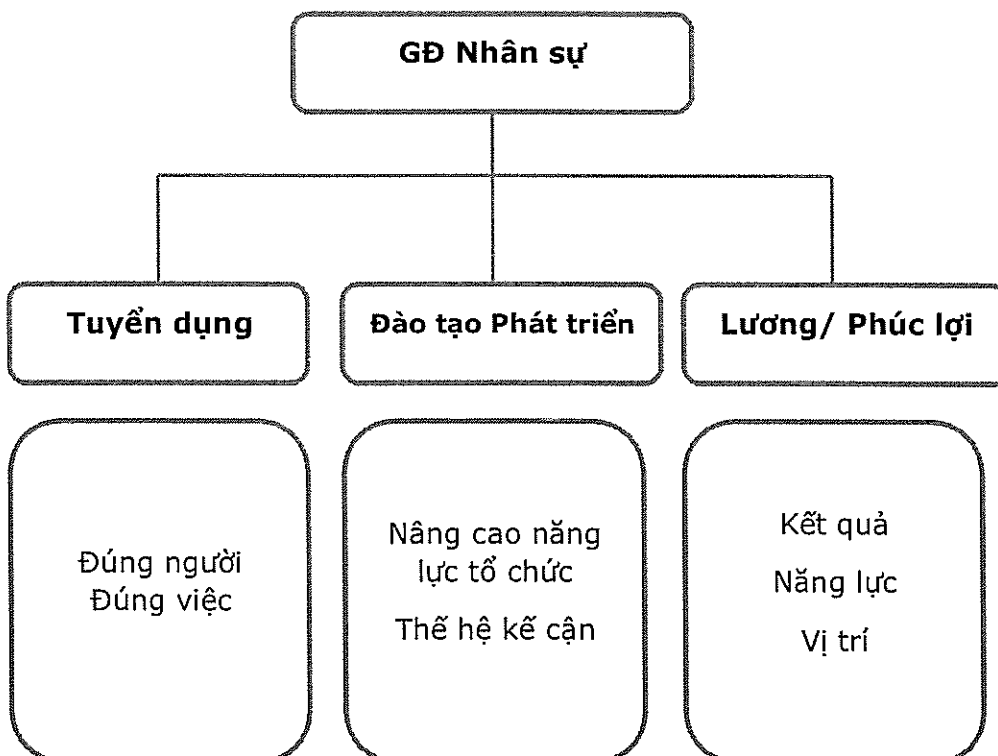 GĐ Nhân sự
Tuyển dụng
Đào tạo Phát triển
Lương/ Phúc lợi
Đúng người
Đúng việc
Nâng cao năng
lực tổ chức
Thế hệ kế cận
Kết quả
Năng lực
Vị trí